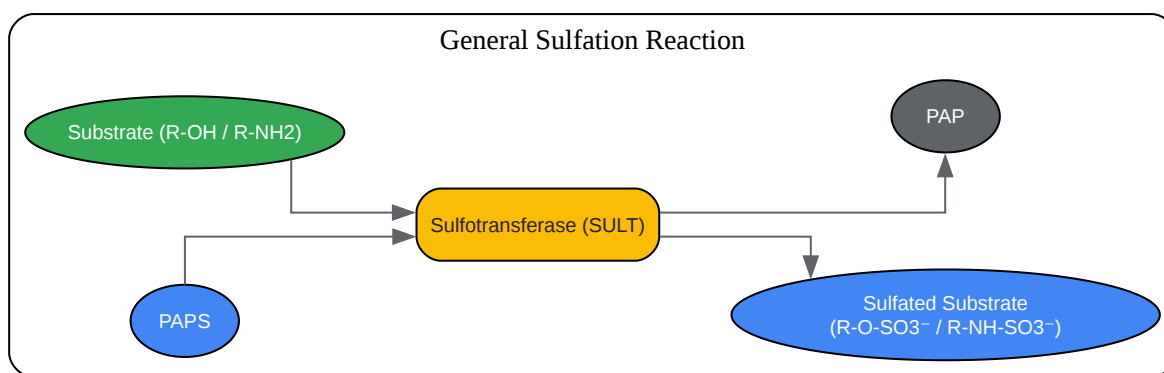 General Sulfation Reaction
Substrate (R-OH / R-NH2)
PAP
Sulfotransferase (SULT)
PAPS
Sulfated Substrate
(R-O-SO3⁻ / R-NH-SO3⁻)